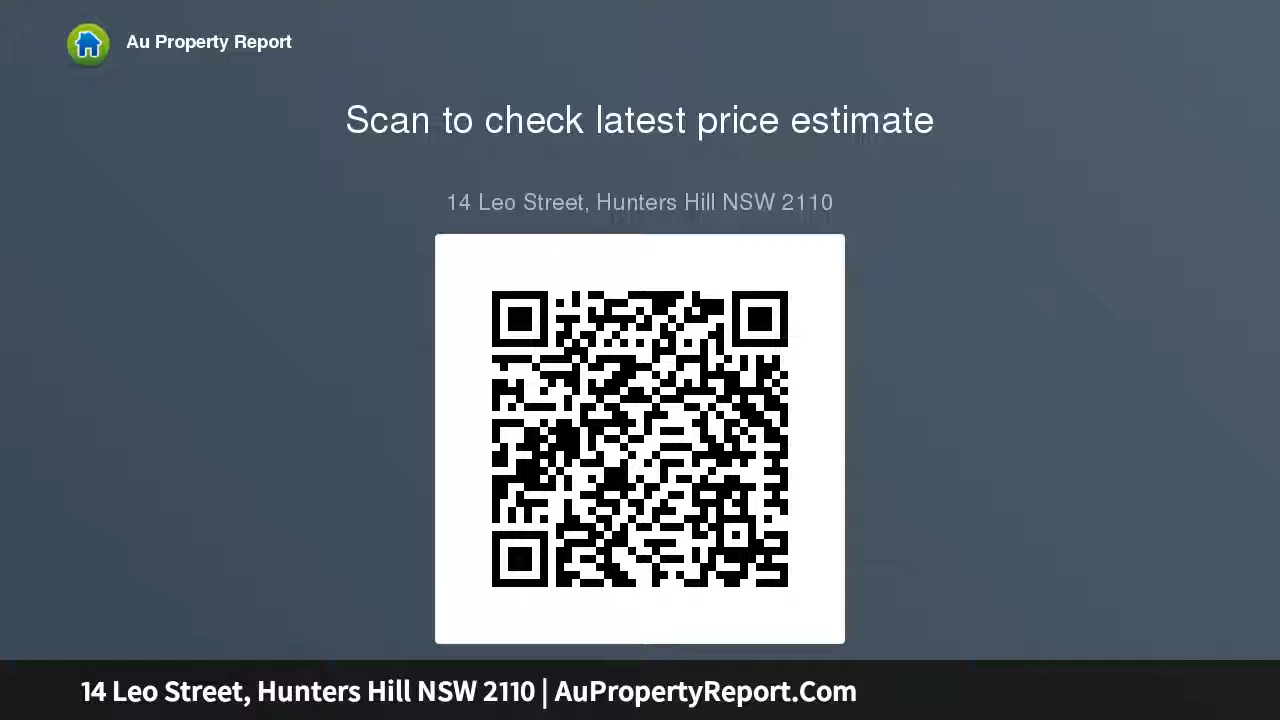 Au Property Report
Scan to check latest price estimate
14 Leo Street, Hunters Hill NSW 2110
14 Leo Street, Hunters Hill NSW 2110 | AuPropertyReport.Com